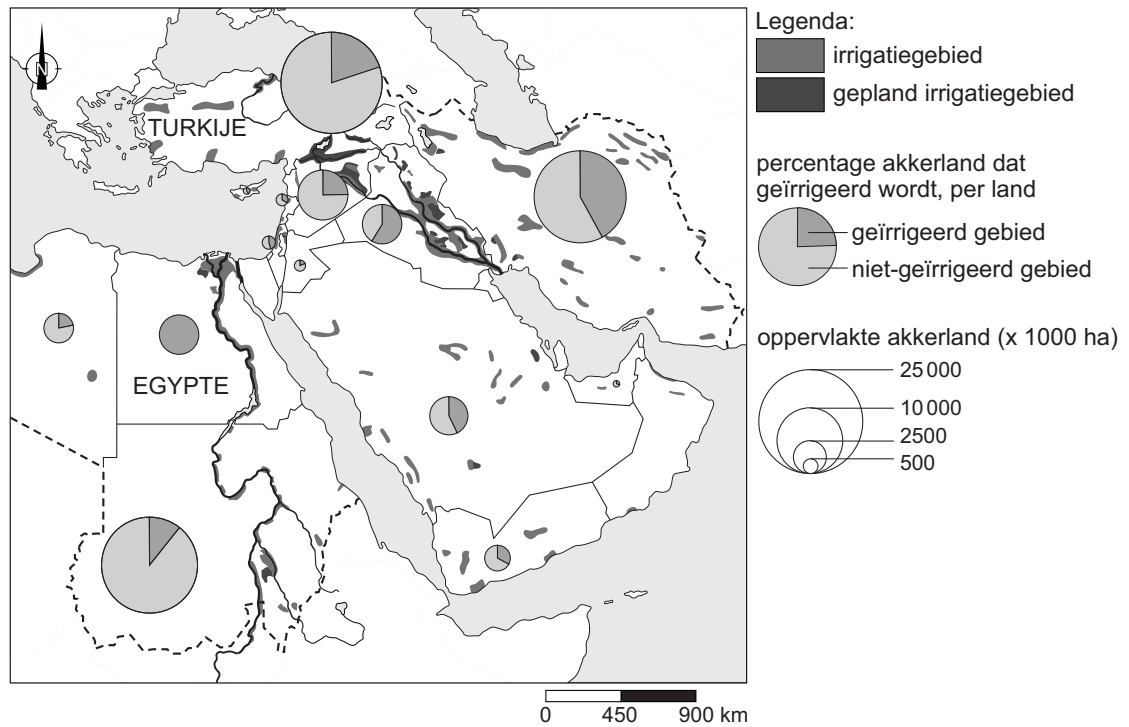 N
TURKIJE
EGYPTE
Legenda:
irrigatiegebied
gepland irrigatiegebied
percentage akkerland dat
geïrrigeerd wordt, per land
geïrrigeerd gebied
niet-geïrrigeerd gebied
oppervlakte akkerland (x 1000 ha)
25 000
10 000
2500
500
0 450 900 km